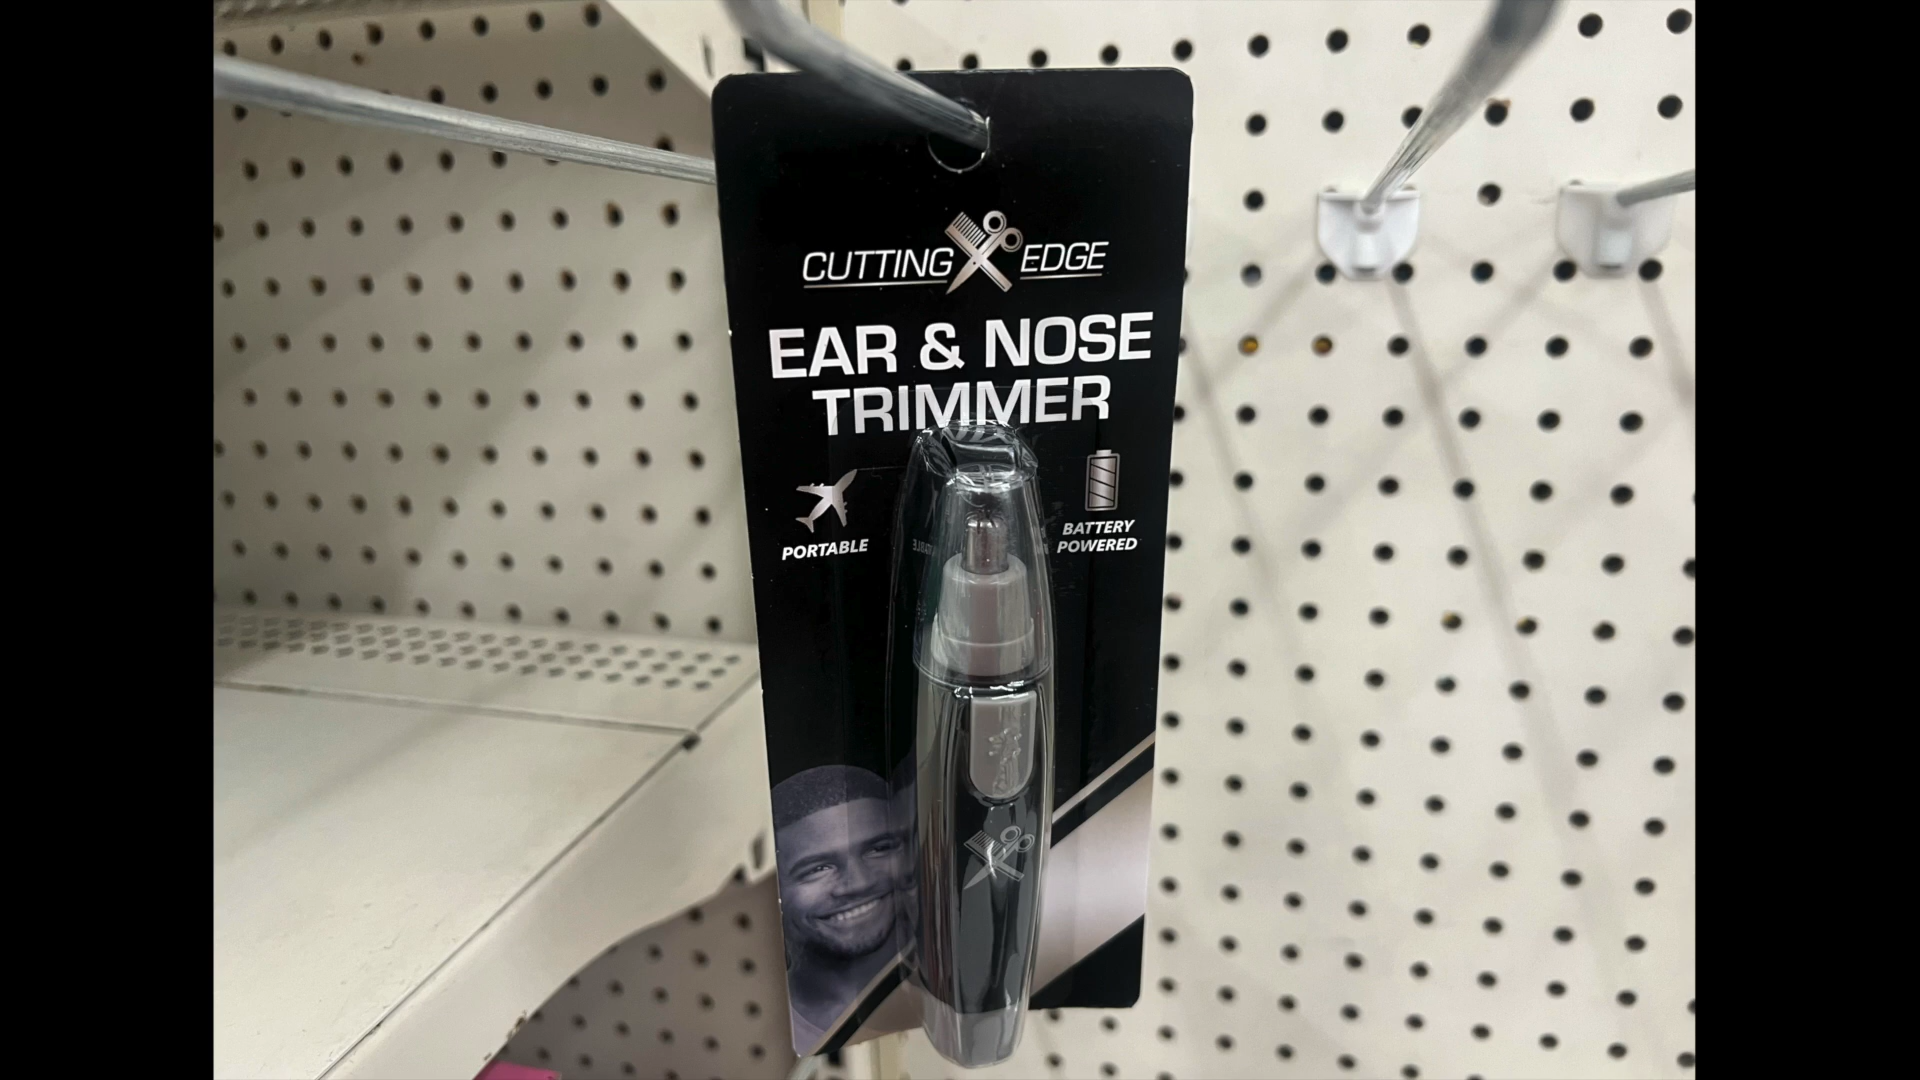 CUTTING EDGE
EAR & NOSE
TRIMMER
PORTABLE
BATTERY
POWERED